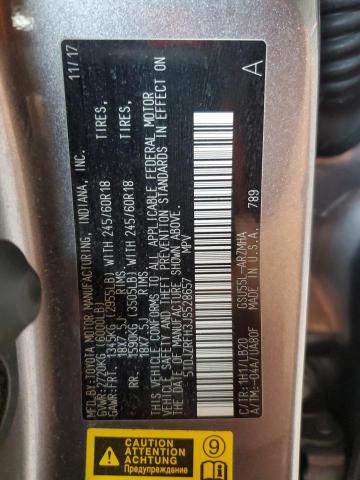 MFD.BY:TOYOTA MOTOR MANUFACTURING, INDIANA, INC. 11/17
GVWR:2720KG (6000LB)
GAWR:FRT. 1345KG (2955LB) WITH 245/60R18 TIRES,
18X7.5J RIMS
RR. 1590KG (3505LB) WITH 245/60R18 TIRES,
18X7.5J RIMS
THIS VEHICLE CONFORMS TO ALL APPLICABLE FEDERAL MOTOR
VEHICLE SAFETY AND THEFT PREVENTION STANDARDS IN EFFECT ON
THE DATE OF MANUFACTURE SHOWN ABOVE.
5TDJZRFH3JS528657 MPV
A
C/TR:1H1/LB20 GSU55L-ARZMHA
A/TM:-04A/UA80F MADE IN U.S.A. 789
CAUTION
ATTENTION
Предупреждение
9